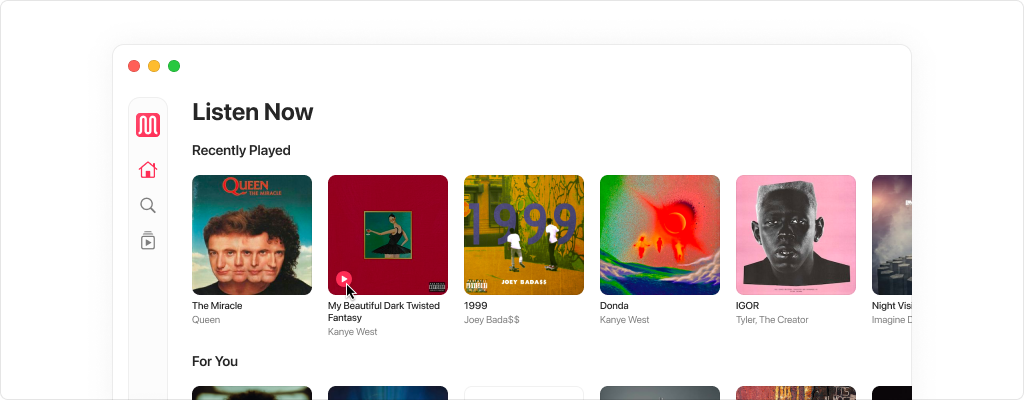 Listen Now
Recently Played
QUEEN
THE MIRACLE
1999
JOEY BADA$$
The Miracle
Queen
My Beautiful Dark Twisted
Fantasy
Kanye West
1999
Joey Bada$$
Donda
Kanye West
IGOR
Tyler, The Creator
Night Visi
Imagine D
For You